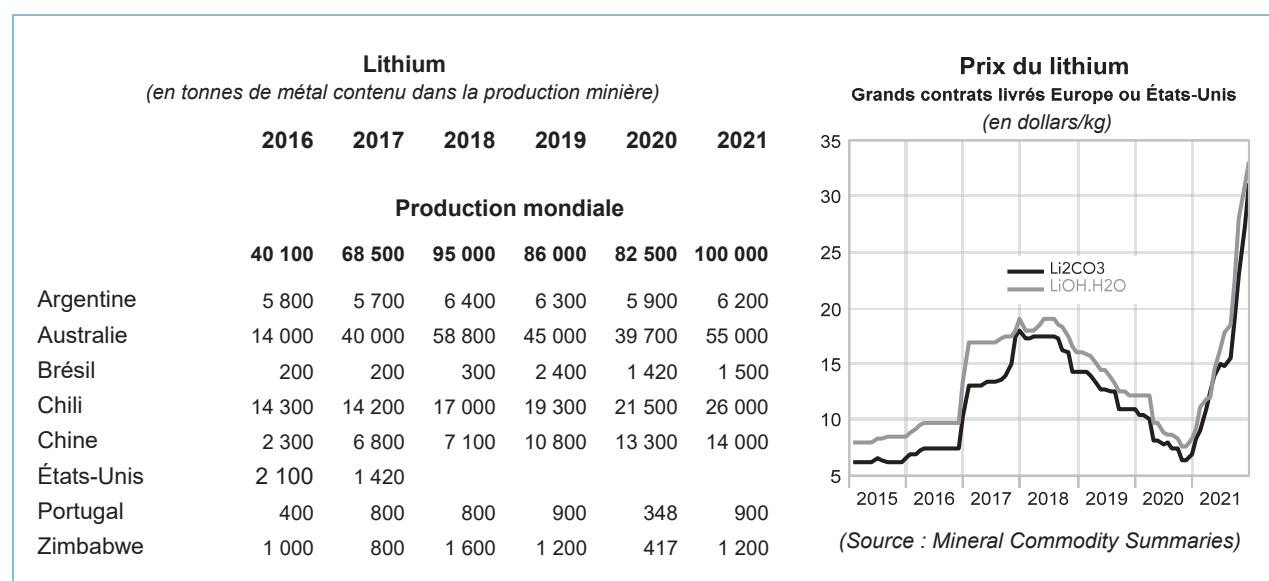 Lithium
(en tonnes de métal contenu dans la production minière)
2016 2017 2018 2019 2020 2021
Production mondiale
40 100 68 500 95 000 86 000 82 500 100 000
Argentine 5 800 5 700 6 400 6 300 5 900 6 200
Australie 14 000 40 000 58 800 45 000 39 700 55 000
Brésil 200 200 300 2 400 1 420 1 500
Chili 14 300 14 200 17 000 19 300 21 500 26 000
Chine 2 300 6 800 7 100 10 800 13 300 14 000
États-Unis 2 100 1 420
Portugal 400 800 800 900 348 900
Zimbabwe 1 000 800 1 600 1 200 417 1 200
Prix du lithium
Grands contrats livrés Europe ou États-Unis
(en dollars/kg)
35
30
25
20
15
10
5
Li2CO3
LiOH.H2O
2015 2016 2017 2018 2019 2020 2021
(Source : Mineral Commodity Summaries)